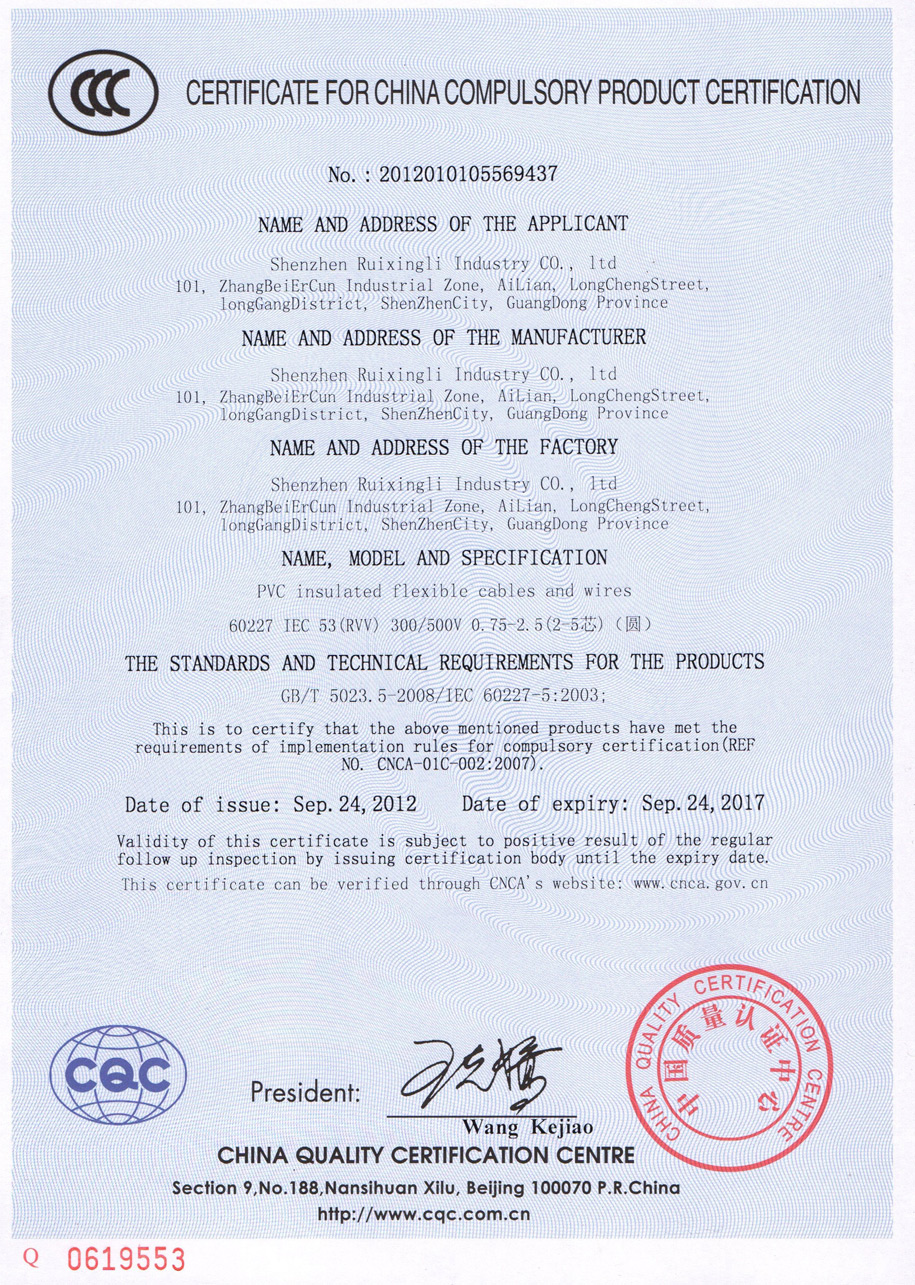 CCC
CERTIFICATE FOR CHINA COMPULSORY PRODUCT CERTIFICATION
No. : 2012010105569437
NAME AND ADDRESS OF THE APPLICANT
Shenzhen Ruixingli Industry CO., ltd
101, ZhangBeiErCun Industrial Zone, AiLian, LongChengStreet,
longGangDistrict, ShenZhenCity, GuangDong Province
NAME AND ADDRESS OF THE MANUFACTURER
Shenzhen Ruixingli Industry CO., ltd
101, ZhangBeiErCun Industrial Zone, AiLian, LongChengStreet,
longGangDistrict, ShenZhenCity, GuangDong Province
NAME AND ADDRESS OF THE FACTORY
Shenzhen Ruixingli Industry CO., ltd
101, ZhangBeiErCun Industrial Zone, AiLian, LongChengStreet,
longGangDistrict, ShenZhenCity, GuangDong Province
NAME, MODEL AND SPECIFICATION
PVC insulated flexible cables and wires
60227 IEC 53(RVV) 300/500V 0.75-2.5(2-5芯)（圆）
THE STANDARDS AND TECHNICAL REQUIREMENTS FOR THE PRODUCTS
GB/T 5023.5-2008/IEC 60227-5:2003;
This is to certify that the above mentioned products have met the
requirements of implementation rules for compulsory certification(REF
NO. CNCA-01C-002:2007).
Date of issue: Sep.24,2012 Date of expiry: Sep.24,2017
Validity of this certificate is subject to positive result of the regular
follow up inspection by issuing certification body until the expiry date.
This certificate can be verified through CNCA's website: www.cnca.gov.cn
CHINA QUALITY CERTIFICATION CENTRE
中国质量认证中心
CQC
President:
Wang Kejiao
CHINA QUALITY CERTIFICATION CENTRE
Section 9,No.188,Nansihuan Xilu, Beijing 100070 P.R.China
http://www.cqc.com.cn
Q 0619553